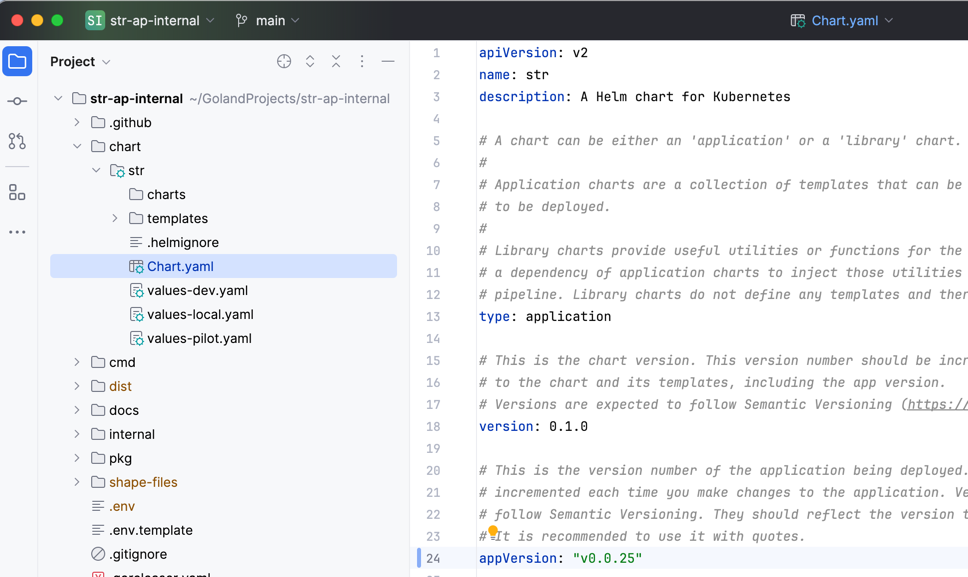 SI str-ap-internal main Chart.yaml
Project
str-ap-internal ~/GolandProjects/str-ap-internal
.github
chart
str
charts
templates
.helmignore
Chart.yaml
values-dev.yaml
values-local.yaml
values-pilot.yaml
cmd
dist
docs
internal
pkg
shape-files
.env
.env.template
.gitignore
.goreleaser.yaml
1 apiVersion: v2
2 name: str
3 description: A Helm chart for Kubernetes
4
5 # A chart can be either an 'application' or a 'library' chart.
6 #
7 # Application charts are a collection of templates that can be
8 # to be deployed.
9 #
10 # Library charts provide useful utilities or functions for the
11 # a dependency of application charts to inject those utilities
12 # pipeline. Library charts do not define any templates and ther
13 type: application
14
15 # This is the chart version. This version number should be incr
16 # to the chart and its templates, including the app version.
17 # Versions are expected to follow Semantic Versioning (https://
18 version: 0.1.0
19
20 # This is the version number of the application being deployed.
21 # incremented each time you make changes to the application. Ve
22 # follow Semantic Versioning. They should reflect the version t
23 # It is recommended to use it with quotes.
24 appVersion: "v0.0.25"